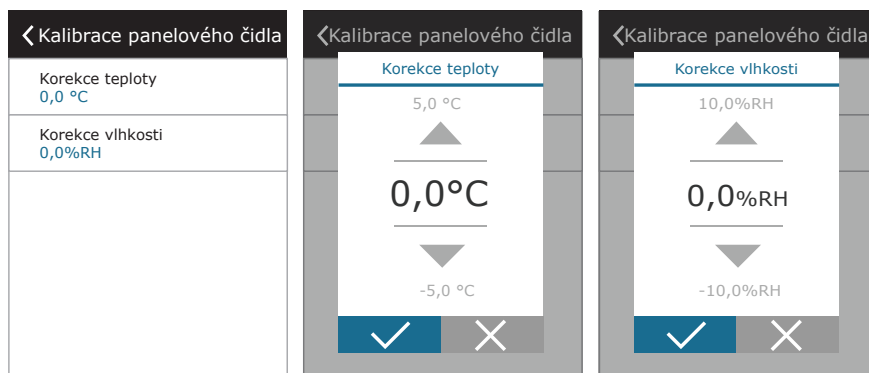 Kalibrace panelového čidla
Korekce teploty
0,0 °C
Korekce vlhkosti
0,0%RH
Kalibrace panelového čidla
Korekce teploty
5,0 °C
0,0°C
-5,0 °C
Kalibrace panelového čidla
Korekce vlhkosti
10,0%RH
0,0%RH
-10,0%RH